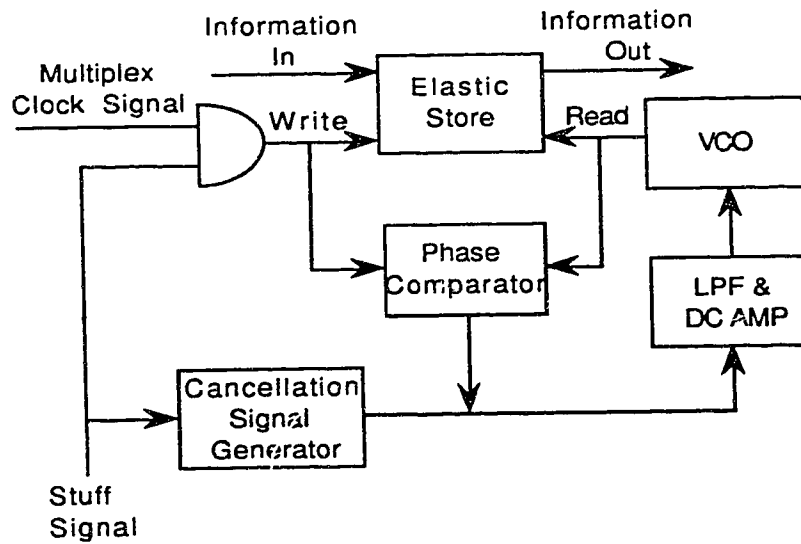 Information
In
Information
Out
Multiplex
Clock Signal
Elastic
Store
Write
Read
VCO
Phase
Comparator
LPF &
DC AMP
Cancellation
Signal
Generator
Stuff
Signal